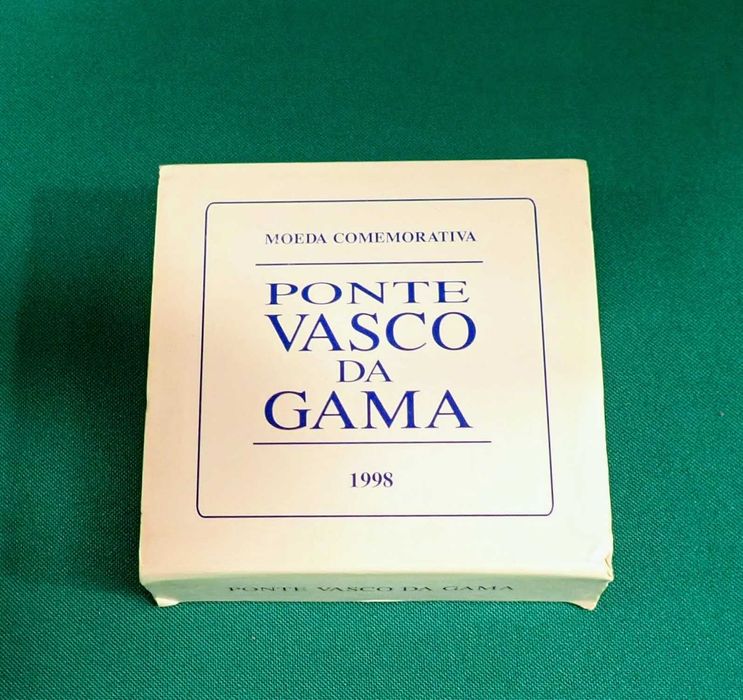 MOEDA COMEMORATIVA
PONTE
VASCO
DA
GAMA
1998
PONTE VASCO DA GAMA